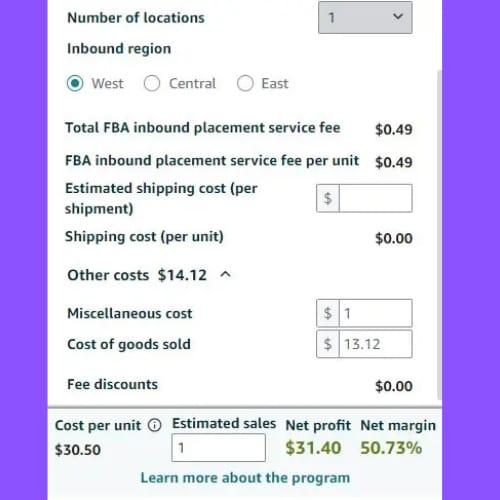 Number of locations 1
Inbound region
West Central East
Total FBA inbound placement service fee $0.49
FBA inbound placement service fee per unit $0.49
Estimated shipping cost (per
shipment) $
Shipping cost (per unit) $0.00
Other costs $14.12
Miscellaneous cost $ 1
Cost of goods sold $ 13.12
Fee discounts $0.00
Cost per unit Estimated sales Net profit Net margin
$30.50 1 $31.40 50.73%
Learn more about the program